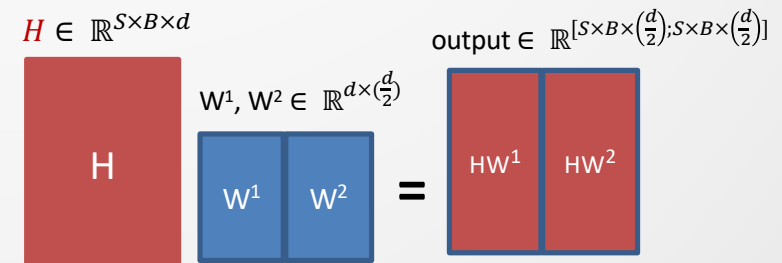 H ∈ ℝ^{S×B×d}
output ∈ ℝ^{[S×B×(d/2);S×B×(d/2)]}
W¹, W² ∈ ℝ^{d×(d/2)}
H
W¹ W² = HW¹ HW²